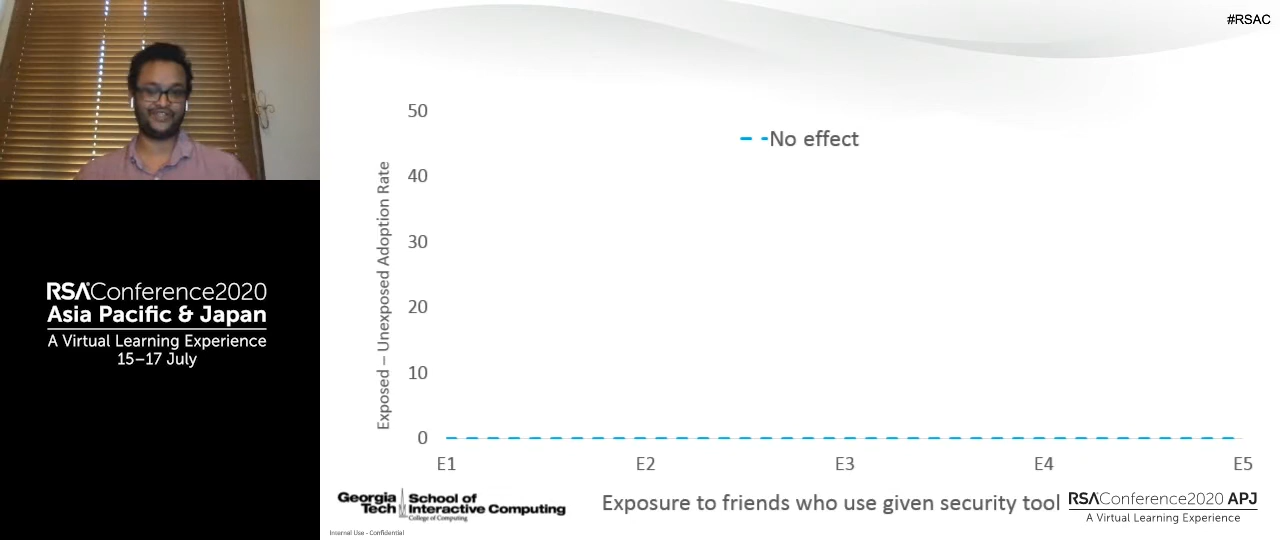 #RSAC
RSAConference2020
Asia Pacific & Japan
A Virtual Learning Experience
15–17 July
50
No effect
40
30
20
10
0
Exposed – Unexposed Adoption Rate
E1 E2 E3 E4 E5
Exposure to friends who use given security tool
Georgia Tech
School of
Interactive Computing
College of Computing
RSAConference2020 APJ
A Virtual Learning Experience
Internal Use - Confidential